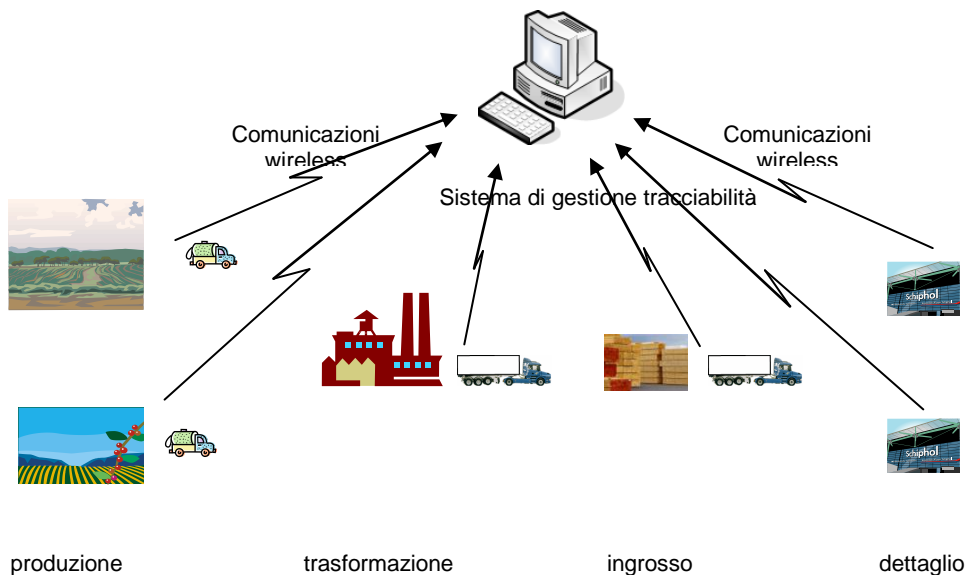 Comunicazioni
wireless
Comunicazioni
wireless
Sistema di gestione tracciabilità
Schiphol
Schiphol
produzione
trasformazione
ingrosso
dettaglio